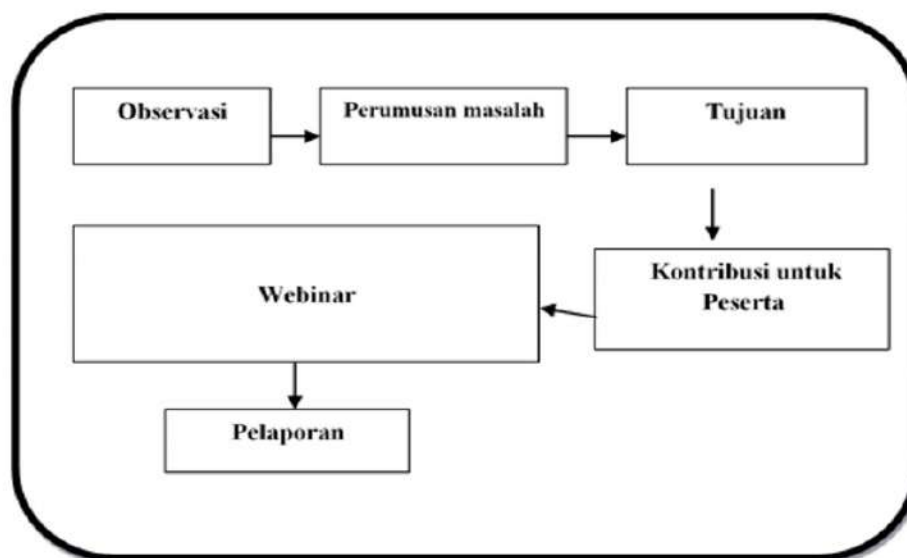 Observasi
Perumusan masalah
Tujuan
Kontribusi untuk
Peserta
Webinar
Pelaporan